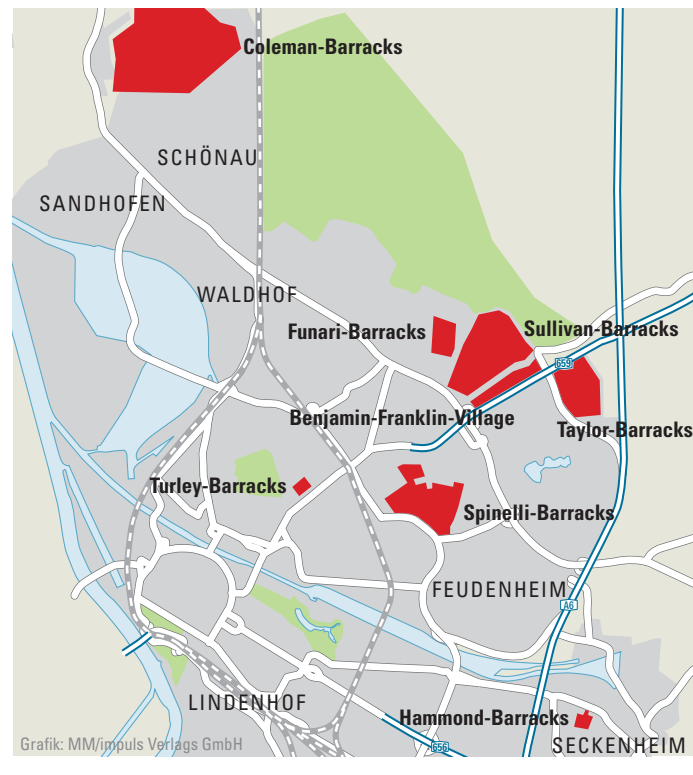 Coleman-Barracks
SCHÖNAU
SANDHOFEN
WALDHOF
Funari-Barracks
Sullivan-Barracks
659
Benjamin-Franklin-Village
Taylor-Barracks
Turley-Barracks
Spinelli-Barracks
FEUDENHEIM
A6
LINDENHOF
Hammond-Barracks
Grafik: MM/impuls Verlags GmbH
656
SECKENHEIM